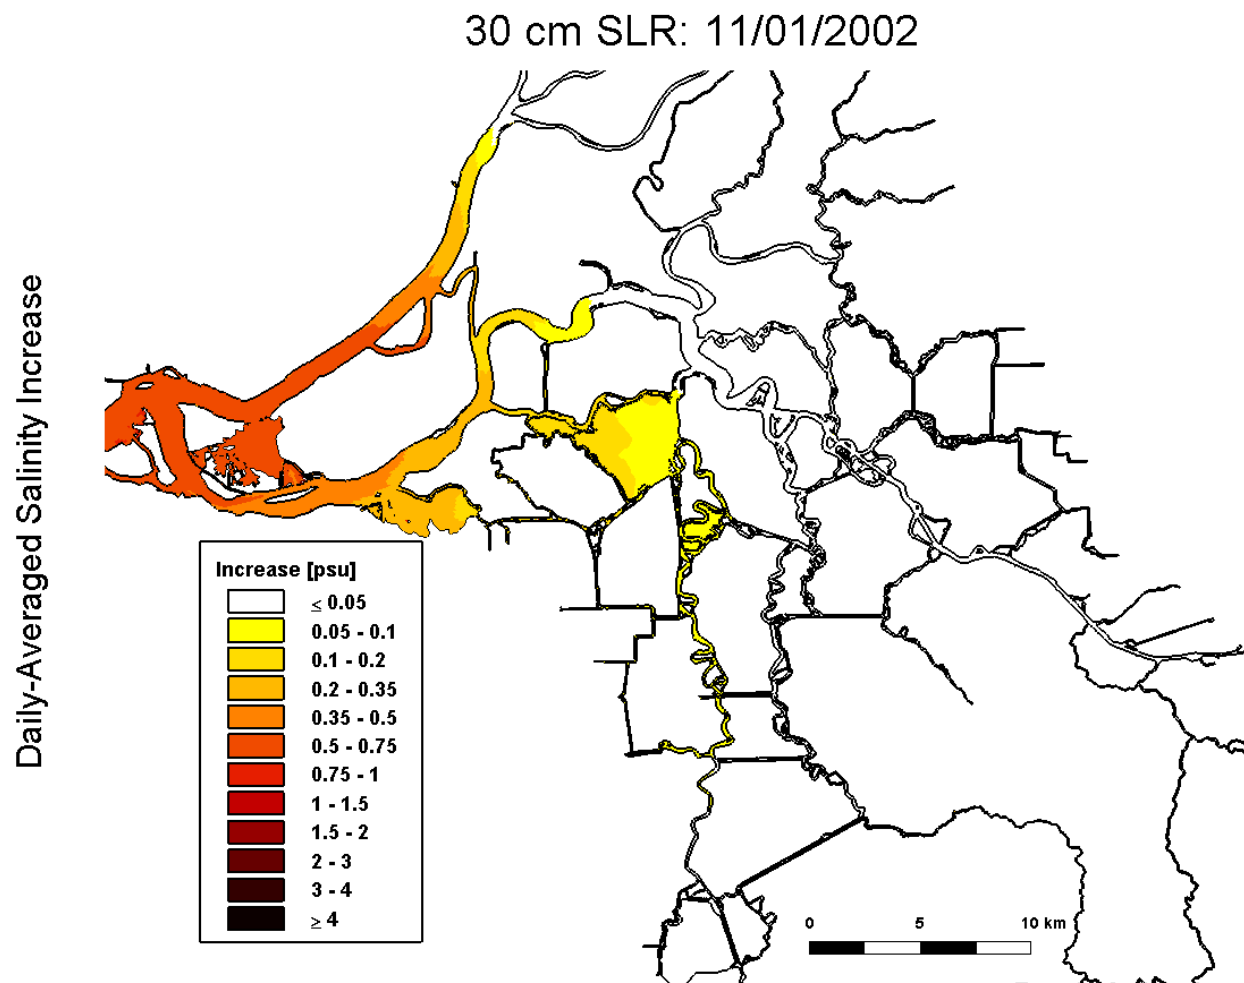 30 cm SLR: 11/01/2002
Daily-Averaged Salinity Increase
Increase [psu]
≤ 0.05
0.05 - 0.1
0.1 - 0.2
0.2 - 0.35
0.35 - 0.5
0.5 - 0.75
0.75 - 1
1 - 1.5
1.5 - 2
2 - 3
3 - 4
≥ 4
0 5 10 km